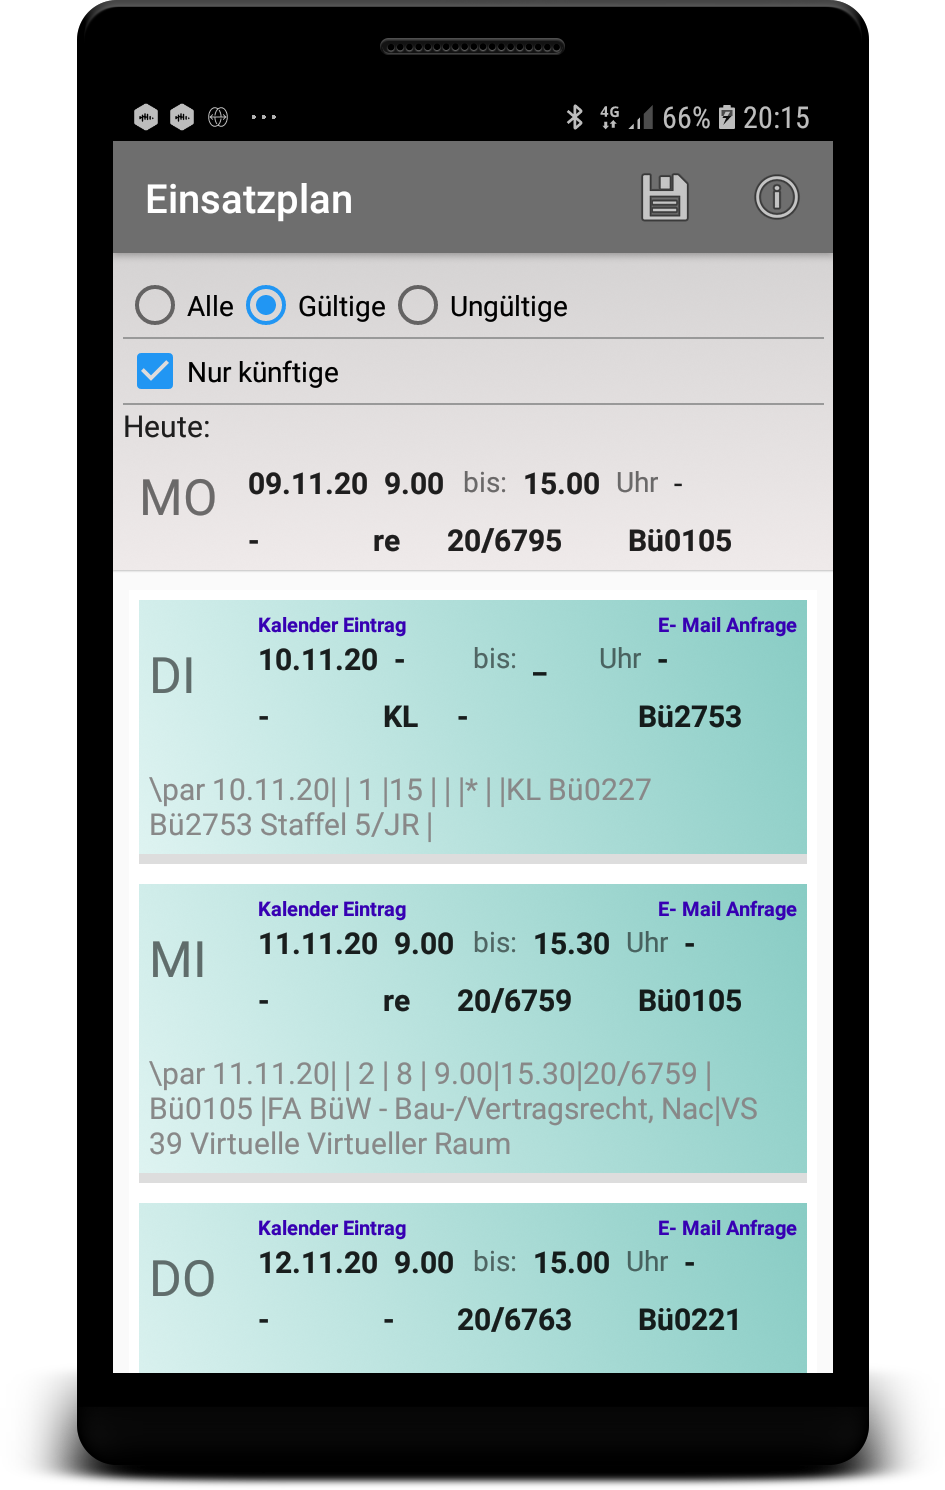 4G 66% 20:15
Einsatzplan
Alle Gültige Ungültige
Nur künftige
Heute:
MO 09.11.20 9.00 bis: 15.00 Uhr -
- re 20/6795 Bü0105
Kalender Eintrag E- Mail Anfrage
DI 10.11.20 - bis: _ Uhr -
- KL - Bü2753
\par 10.11.20| | 1 |15 | | |* | |KL Bü0227
Bü2753 Staffel 5/JR |
Kalender Eintrag E- Mail Anfrage
MI 11.11.20 9.00 bis: 15.30 Uhr -
- re 20/6759 Bü0105
\par 11.11.20| | 2 | 8 | 9.00|15.30|20/6759 |
Bü0105 |FA BüW - Bau-/Vertragsrecht, Nac|VS
39 Virtuelle Virtueller Raum
Kalender Eintrag E- Mail Anfrage
DO 12.11.20 9.00 bis: 15.00 Uhr -
- - 20/6763 Bü0221